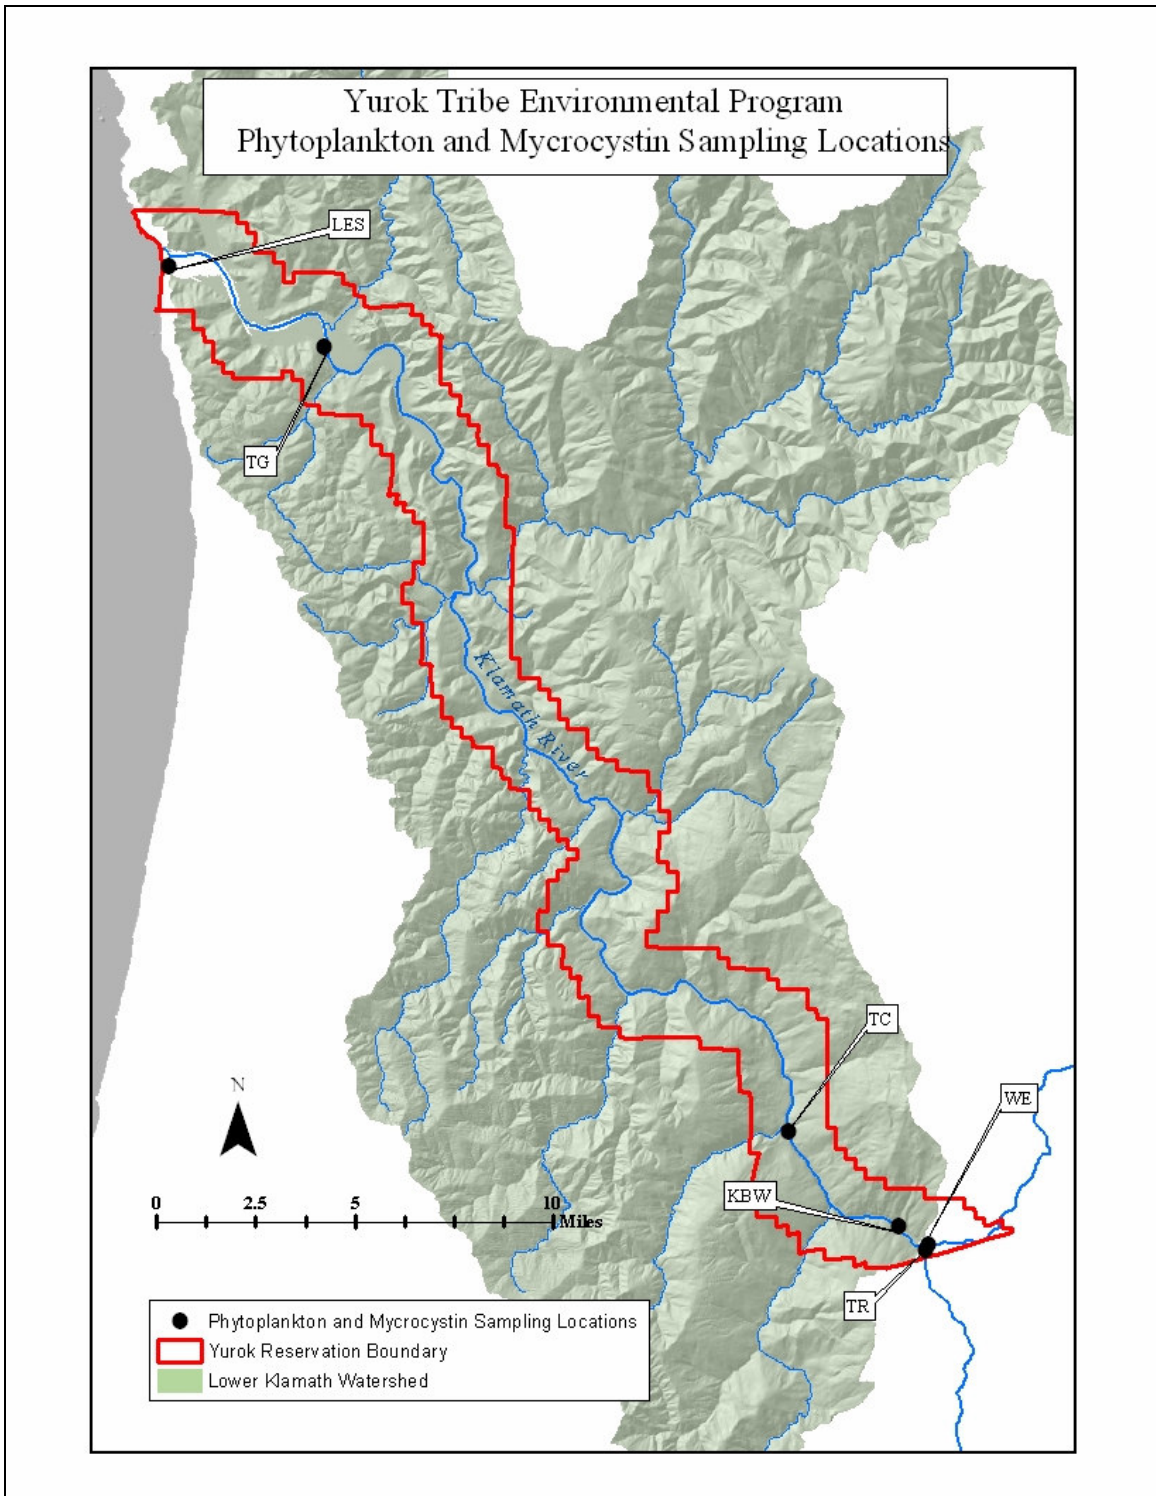 Yurok Tribe Environmental Program
Phytoplankton and Mycrocystin Sampling Locations
LES
TG
Klamath River
TC
WE
KBW
TR
N
0 2.5 5 10
Miles
Phytoplankton and Mycrocystin Sampling Locations
Yurok Reservation Boundary
Lower Klamath Watershed